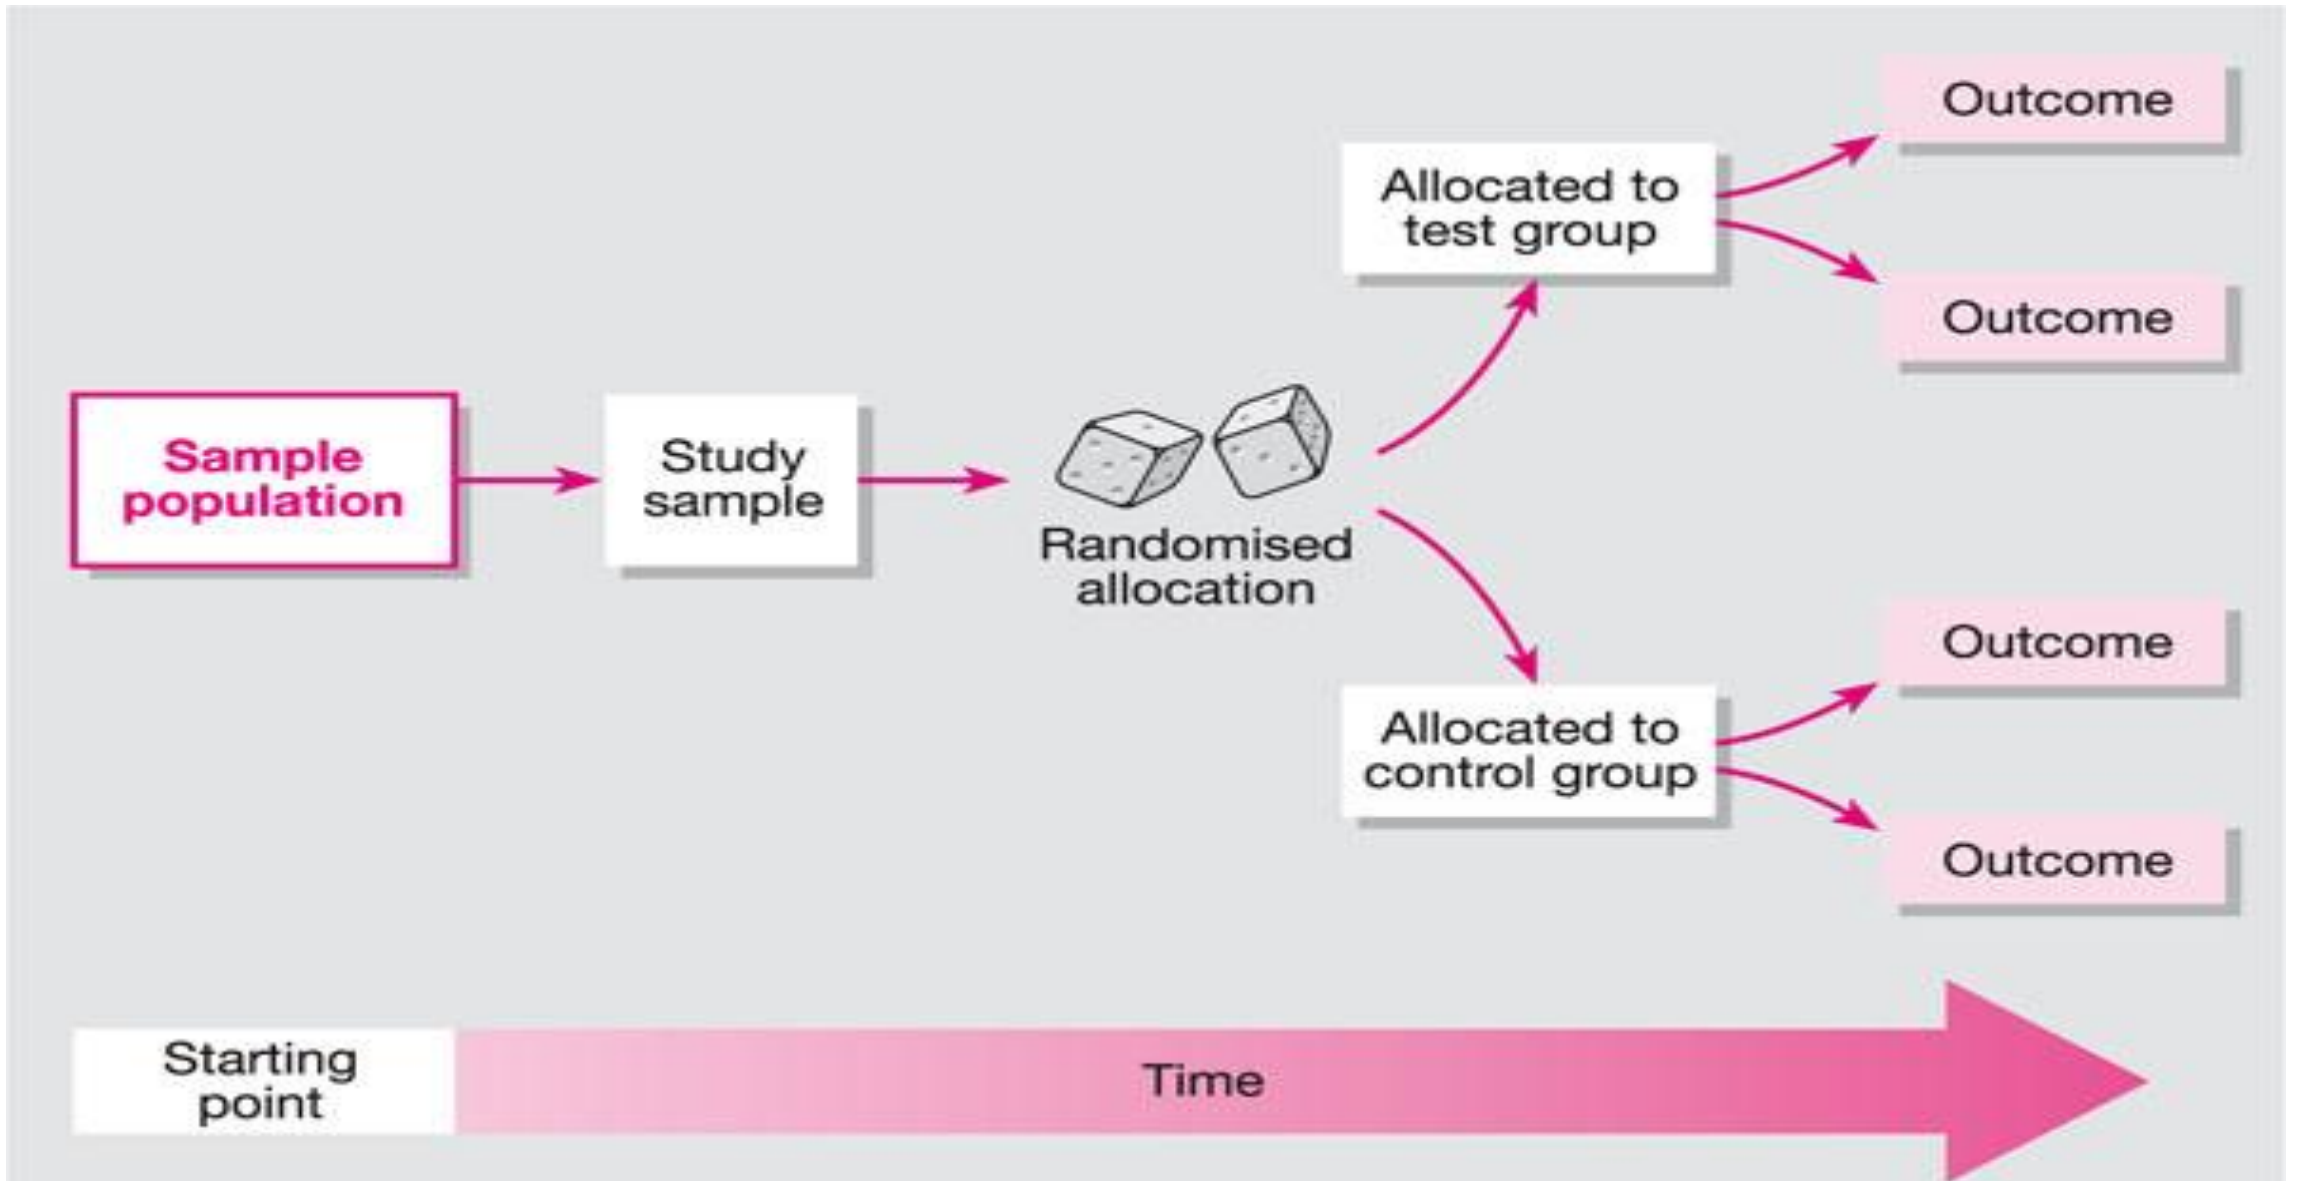 Sample
population
Study
sample
Randomised
allocation
Allocated to
test group
Outcome
Outcome
Allocated to
control group
Outcome
Outcome
Starting
point
Time